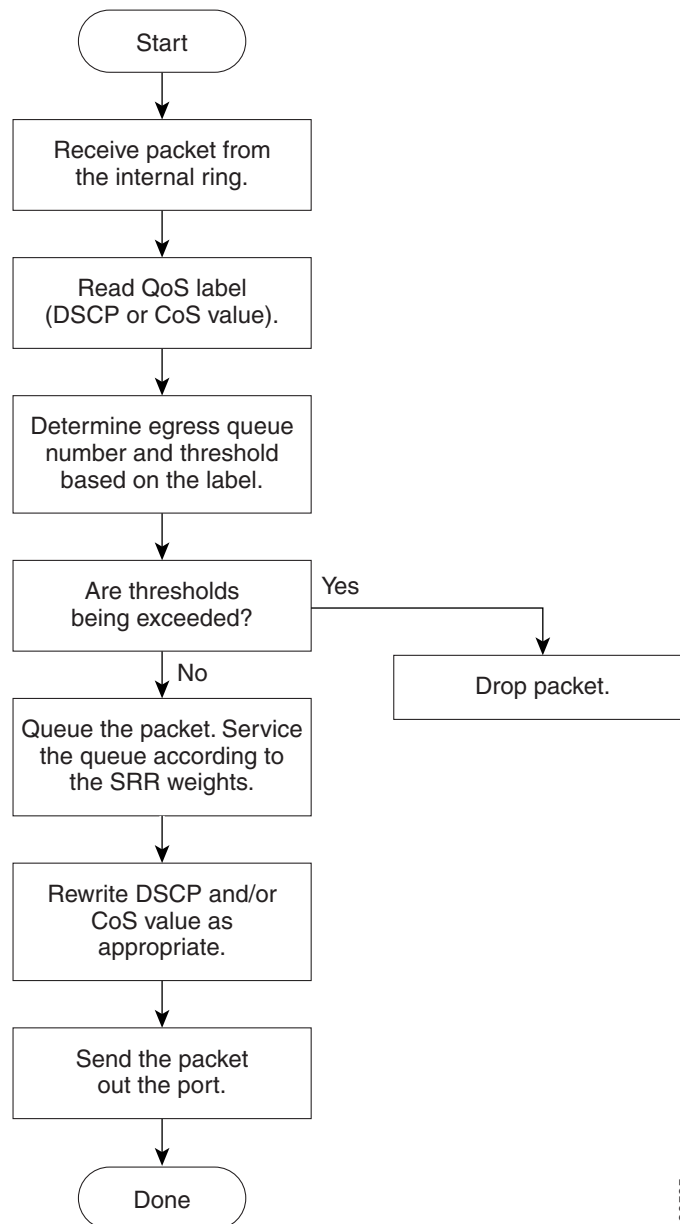 Start
Receive packet from
the internal ring.
Read QoS label
(DSCP or CoS value).
Determine egress queue
number and threshold
based on the label.
Are thresholds
being exceeded?
Yes
No
Drop packet.
Queue the packet. Service
the queue according to
the SRR weights.
Rewrite DSCP and/or
CoS value as
appropriate.
Send the packet
out the port.
Done